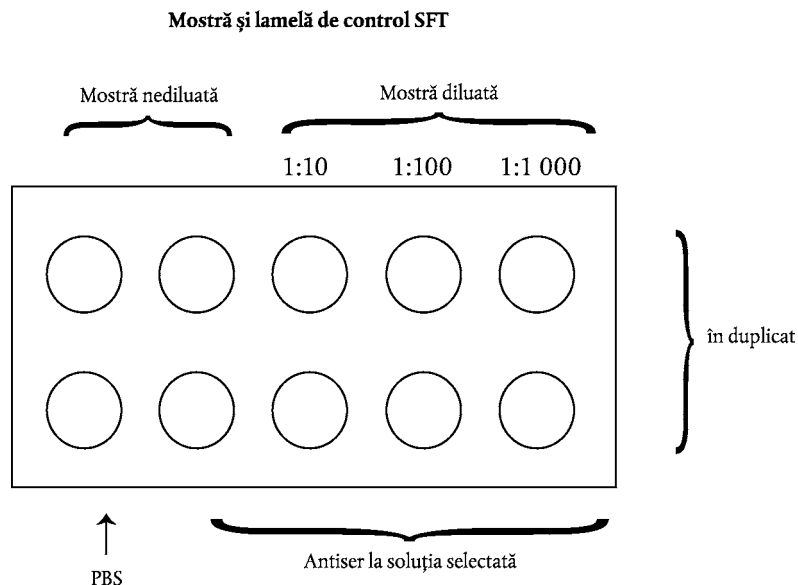 Mostră și lamelă de control SFT
Mostră nediluată
Mostră diluată
1:10
1:100
1:1 000
în duplicat
Antiser la soluția selectată
PBS